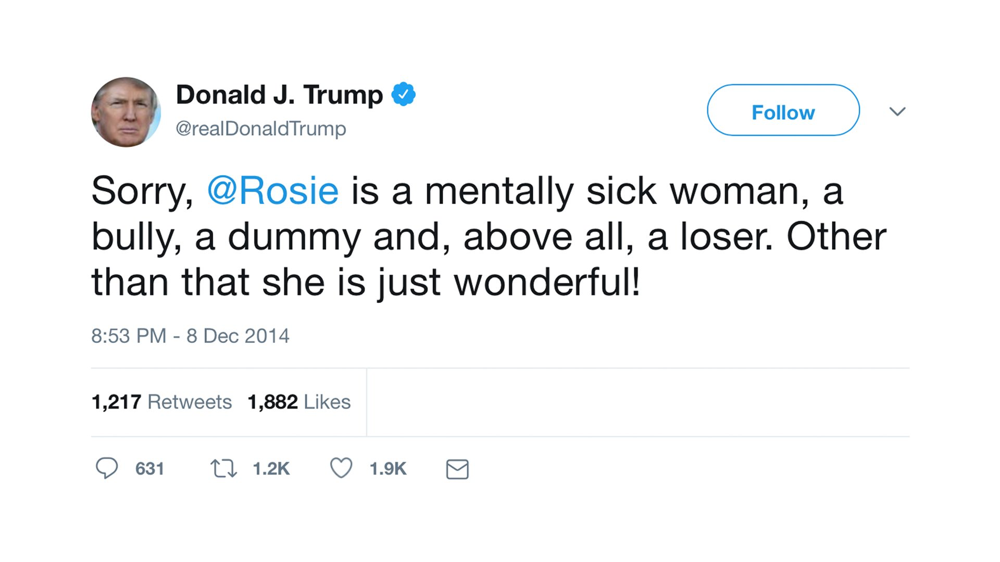 Donald J. Trump
@realDonaldTrump
Follow
Sorry, @Rosie is a mentally sick woman, a
bully, a dummy and, above all, a loser. Other
than that she is just wonderful!
8:53 PM - 8 Dec 2014
1,217 Retweets 1,882 Likes
631 1.2K 1.9K